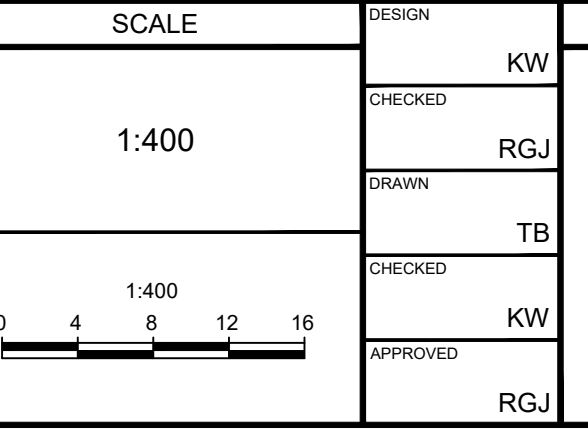 SCALE
1:400
1:400
0 4 8 12 16
DESIGN
KW
CHECKED
RGJ
DRAWN
TB
CHECKED
KW
APPROVED
RGJ